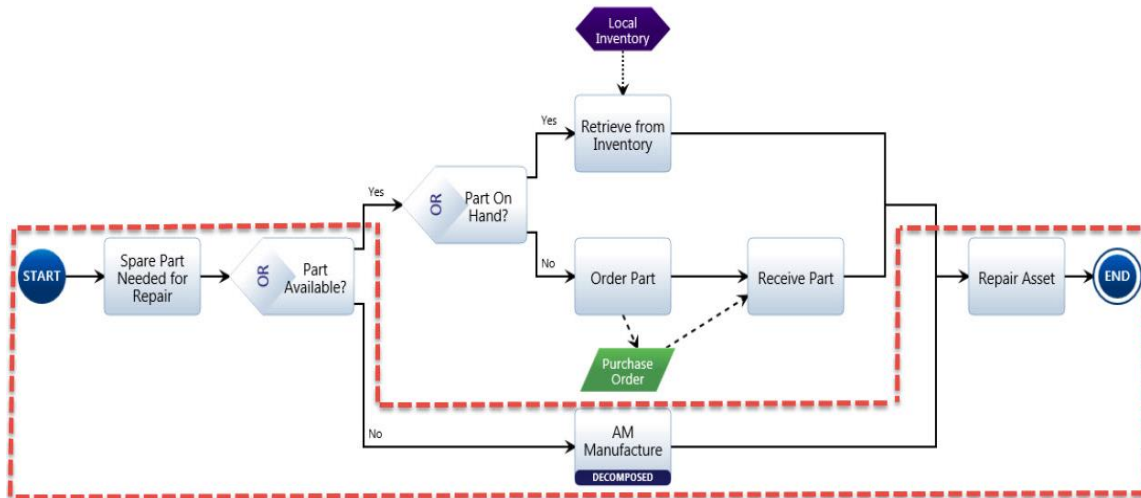 Local
Inventory
Yes
Retrieve from
Inventory
Yes
OR
Part On
Hand?
START
Spare Part
Needed for
Repair
OR
Part
Available?
No
Order Part
Receive Part
Repair Asset
END
Purchase
Order
No
AM
Manufacture
DECOMPOSED